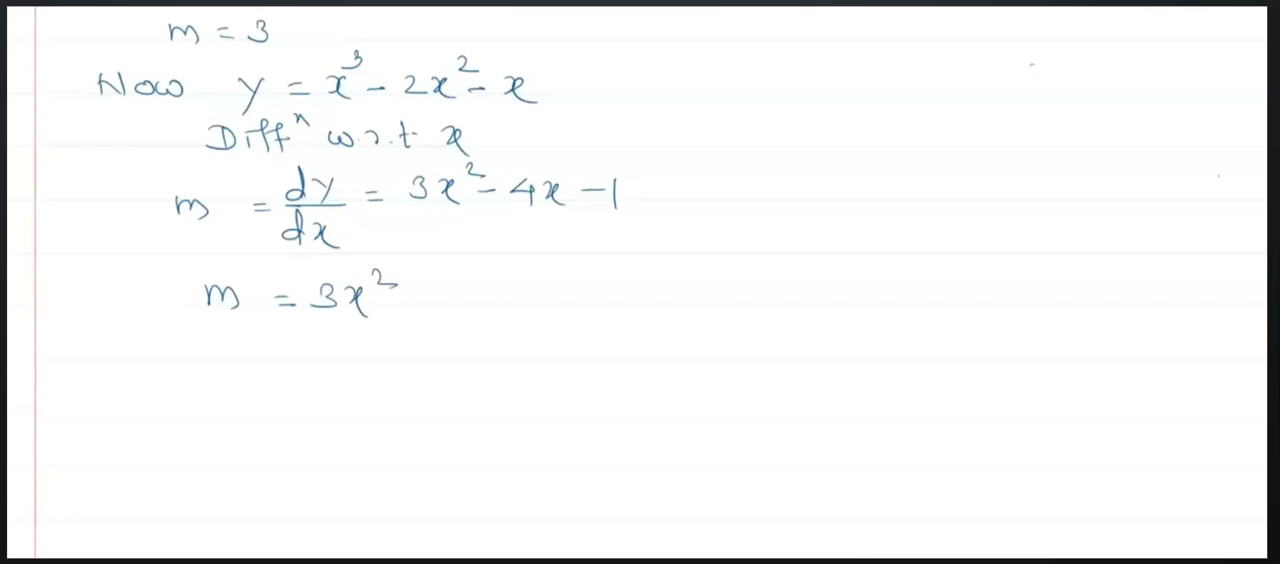 m = 3
Now y = x³ - 2x² - x
Diffⁿ w.r.t x
m = dy/dx = 3x² - 4x - 1
m = 3x²